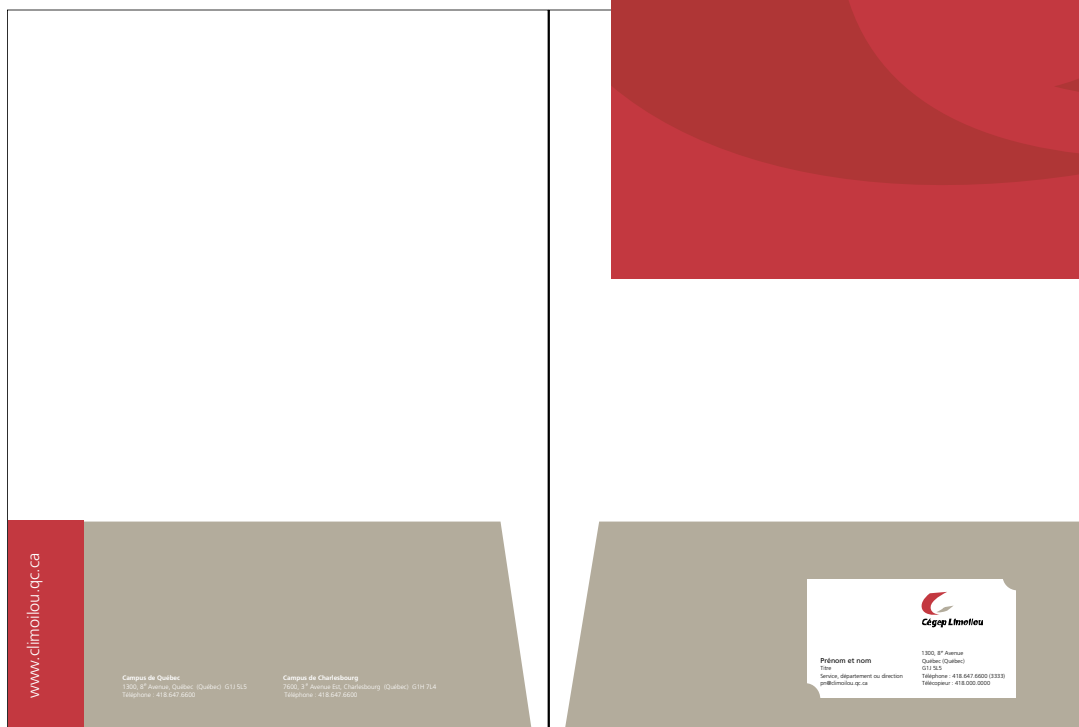 www.climoilou.qc.ca
Campus de Québec
1300, 8e Avenue, Québec (Québec) G1J 5L5
Téléphone : 418.647.6600
Campus de Charlesbourg
7600, 3e Avenue Est, Charlesbourg (Québec) G1H 7L4
Téléphone : 418.647.6600
Cégep Limoilou
Prénom et nom
Titre
Service, département ou direction
pn@climoilou.qc.ca
1300, 8e Avenue
Québec (Québec)
G1J 5L5
Téléphone : 418.647.6600 (3333)
Télécopieur : 418.000.0000